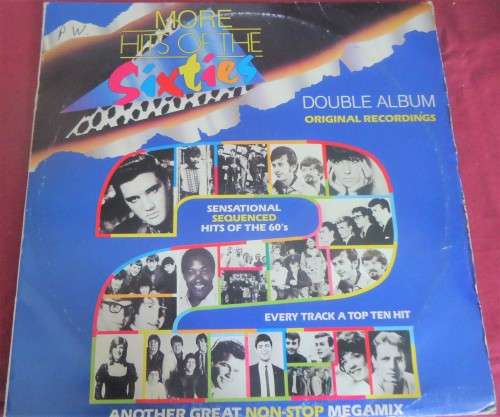 P.W.
MORE
HITS OF THE
Sixties
DOUBLE ALBUM
ORIGINAL RECORDINGS
SENSATIONAL
SEQUENCED
HITS OF THE 60's
EVERY TRACK A TOP TEN HIT
ANOTHER GREAT NON-STOP MEGAMIX